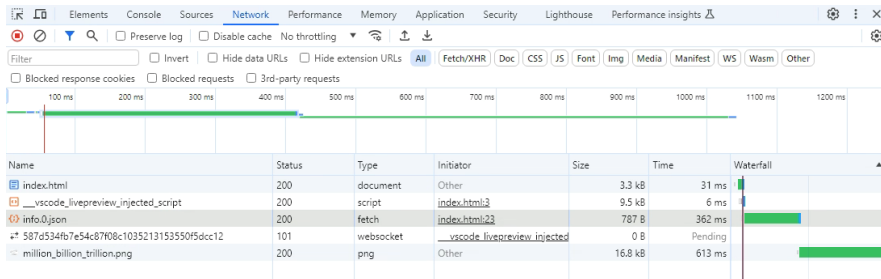 Elements Console Sources Network Performance Memory Application Security Lighthouse Performance insights
Preserve log Disable cache No throttling
Filter Invert Hide data URLs Hide extension URLs All Fetch/XHR Doc CSS JS Font Img Media Manifest WS Wasm Other
Blocked response cookies Blocked requests 3rd-party requests
100 ms 200 ms 300 ms 400 ms 500 ms 600 ms 700 ms 800 ms 900 ms 1000 ms 1100 ms 1200 ms
Name Status Type Initiator Size Time Waterfall
index.html 200 document Other 3.3 kB 31 ms
__vscode_livepreview_injected_script 200 script index.html:3 9.5 kB 6 ms
info.0.json 200 fetch index.html:23 787 B 362 ms
587d534fb7e54c87f08c1035213153550f5dcc12 101 websocket __vscode_livepreview_injected 0 B Pending
million_billion_trillion.png 200 png Other 16.8 kB 613 ms